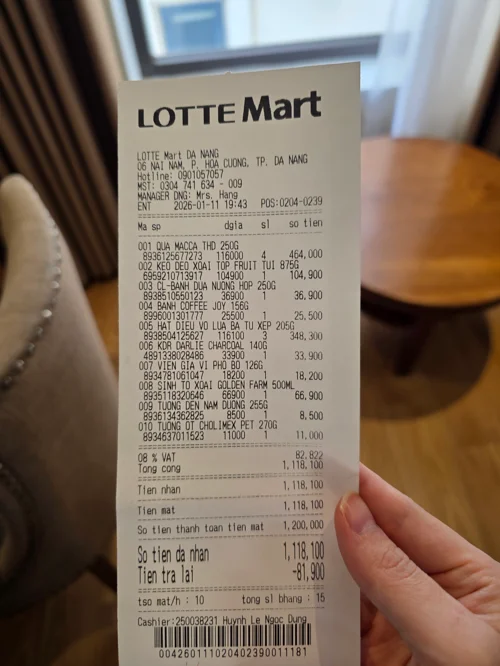 LOTTE Mart
LOTTE Mart DA NANG
06 NAI NAM, P. HOA CUONG, TP. DA NANG
Hotline: 0901057057
MST: 0304 741 634 - 009
MANAGER DNG: Mrs. Hang
ENT 2026-01-11 19:43 POS:0204-0239
Ma sp dgla sl so tien
001 QUA MACCA THD 250G
8936125677273 116000 4 464,000
002 KEO DEO XOAI TOP FRUIT TUI 875G
6959210713917 104900 1 104,900
003 CL-BANH DUA NUONG HOP 250G
8938510550123 36900 1 36,900
004 BANH COFFEE JOY 156G
8996001301777 25500 1 25,500
005 HAT DIEU VO LUA BA TU XEP 205G
8938504125627 116100 3 348,300
006 KDR DARLIE CHARCOAL 140G
4891338028486 33900 1 33,900
007 VIEN GIA VI PHO BO 126G
8934781061047 18200 1 18,200
008 SINH TO XOAI GOLDEN FARM 500ML
8935118320646 66900 1 66,900
009 TUONG DEN NAM DUONG 255G
8936134362825 8500 1 8,500
010 TUONG OT CHOLIMEX PET 270G
8934637011523 11000 1 11,000
08 % VAT 82,822
Tong cong 1,118,100
Tien nhan 1,118,100
Tien mat 1,118,100
So tien thanh toan tien mat 1,200,000
So tien da nhan 1,118,100
Tien tra lai -81,900
tso mat/h : 10 tong sl bhang : 15
Cashier:250038231 Huynh Le Ngoc Dung
00426011102040239001118​1